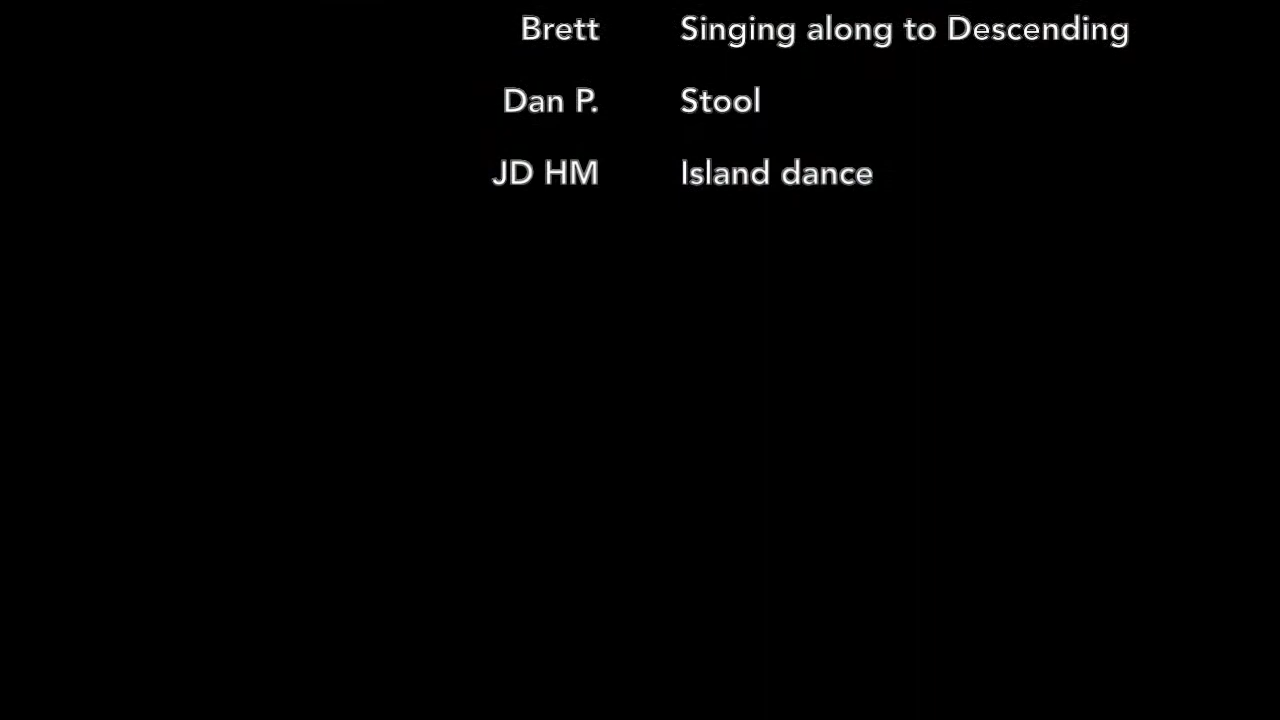 Brett Singing along to Descending
Dan P. Stool
JD HM Island dance